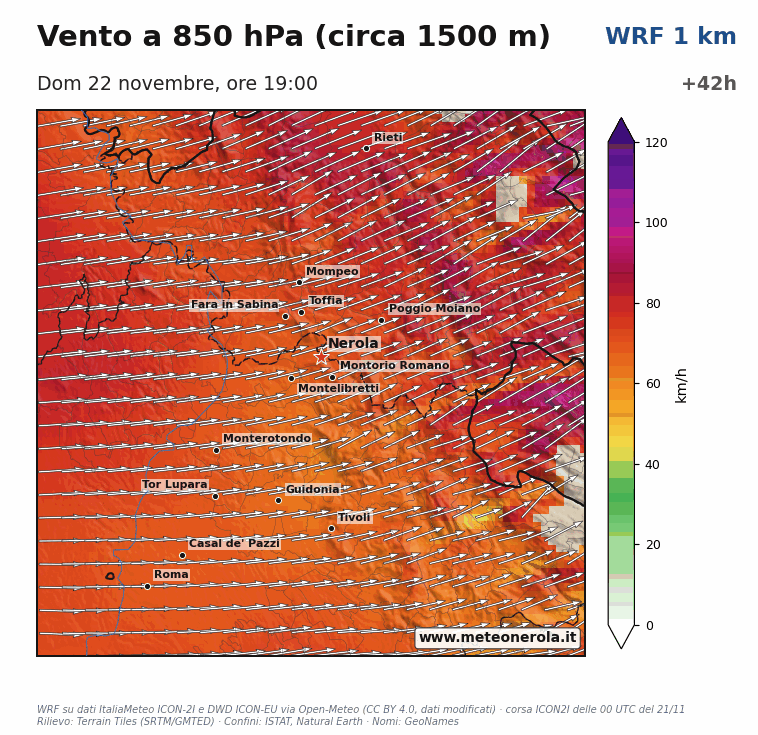 Vento a 850 hPa (circa 1500 m)
WRF 1 km
Dom 22 novembre, ore 19:00
+42h
Rieti
Mompeo
Fara in Sabina
Toffia
Poggio Moiano
Nerola
Montorio Romano
Montelibretti
Monterotondo
Tor Lupara
Guidonia
Tivoli
Casal de' Pazzi
Roma
www.meteonerola.it
120
100
80
60
40
20
0
km/h
WRF su dati ItaliaMeteo ICON-2I e DWD ICON-EU via Open-Meteo (CC BY 4.0, dati modificati) · corsa ICON2I delle 00 UTC del 21/11
Rilievo: Terrain Tiles (SRTM/GMTED) · Confini: ISTAT, Natural Earth · Nomi: GeoNames